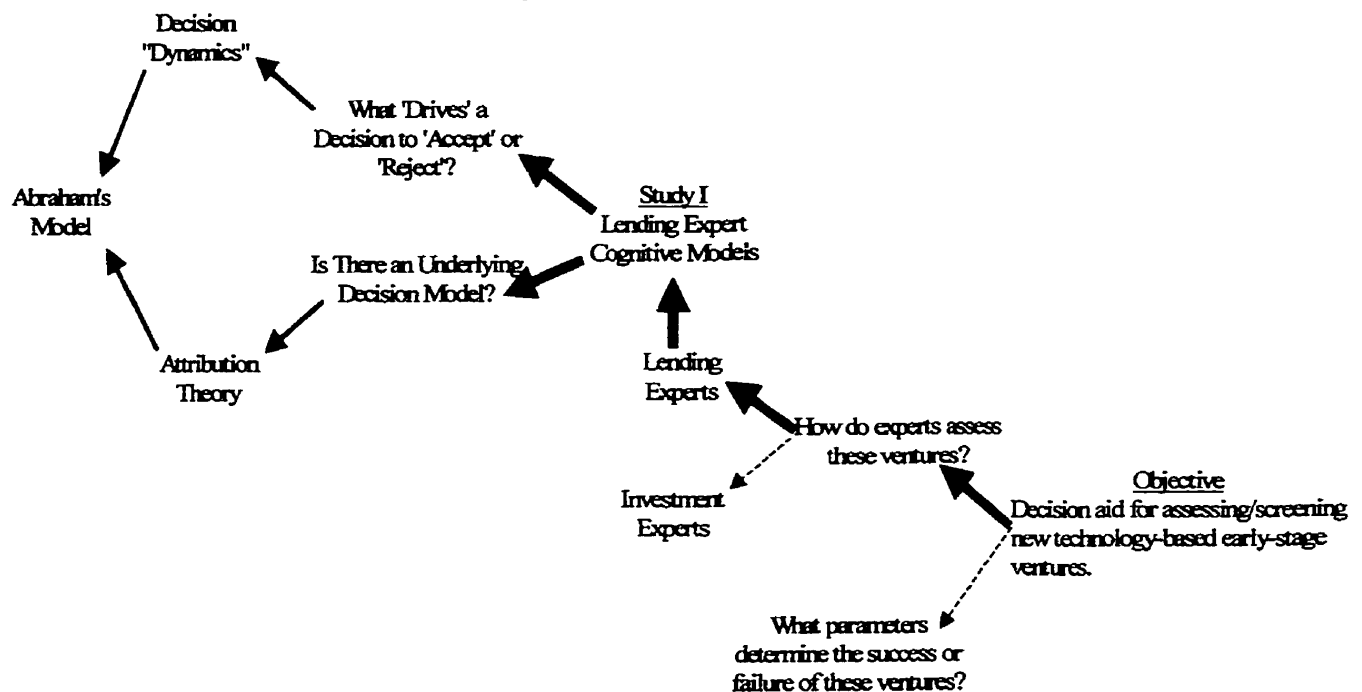 Decision
"Dynamics"
What 'Drives' a
Decision to 'Accept' or
'Reject'?
Abraham's
Model
Study I
Lending Expert
Cognitive Models
Is There an Underlying
Decision Model?
Attribution
Theory
Lending
Experts
How do experts assess
these ventures?
Investment
Experts
Objective
Decision aid for assessing/screening
new technology-based early-stage
ventures.
What parameters
determine the success or
failure of these ventures?